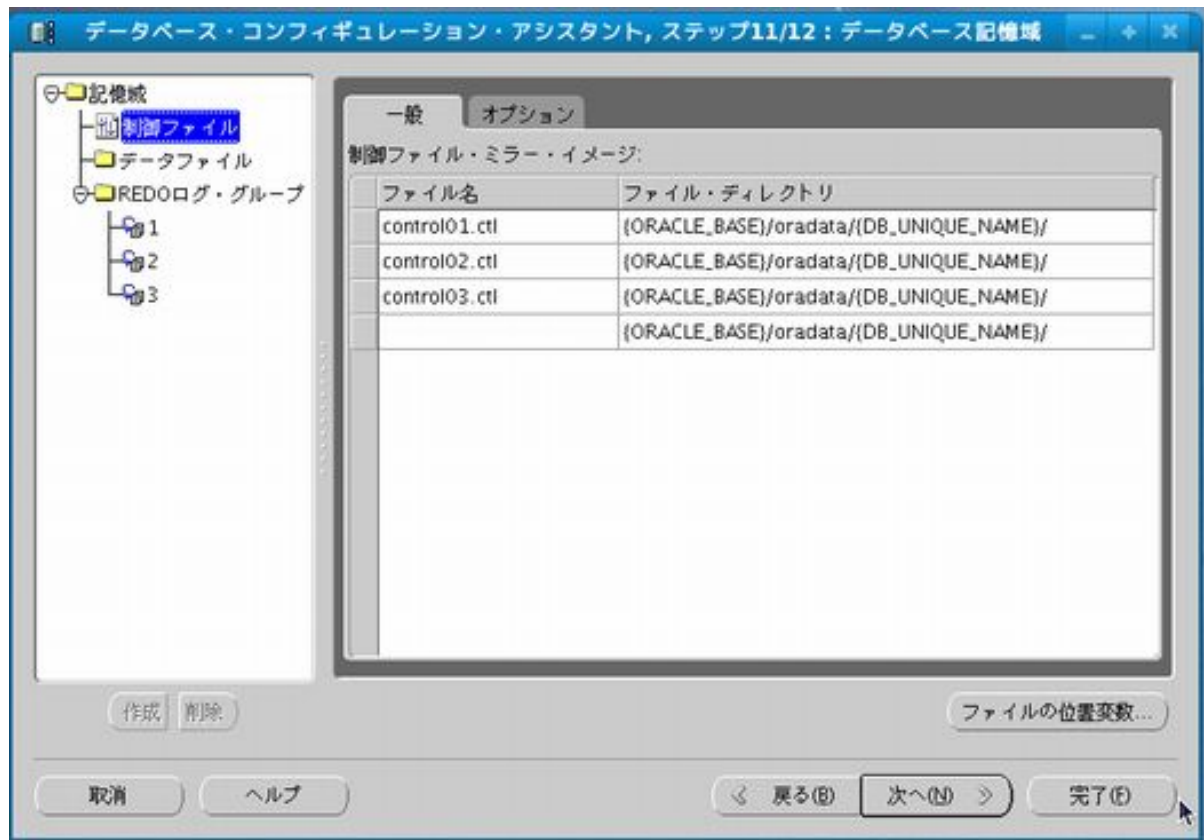 データベース・コンフィギュレーション・アシスタント, ステップ11/12 : データベース記憶域
記憶域
制御ファイル
データファイル
REDOログ・グループ
1
2
3
一般 オプション
制御ファイル・ミラー・イメージ:
ファイル名 ファイル・ディレクトリ
control01.ctl {ORACLE_BASE}/oradata/{DB_UNIQUE_NAME}/
control02.ctl {ORACLE_BASE}/oradata/{DB_UNIQUE_NAME}/
control03.ctl {ORACLE_BASE}/oradata/{DB_UNIQUE_NAME}/
{ORACLE_BASE}/oradata/{DB_UNIQUE_NAME}/
作成 削除 ファイルの位置変数...
取消 ヘルプ 戻る(B) 次へ(N) 完了(F)